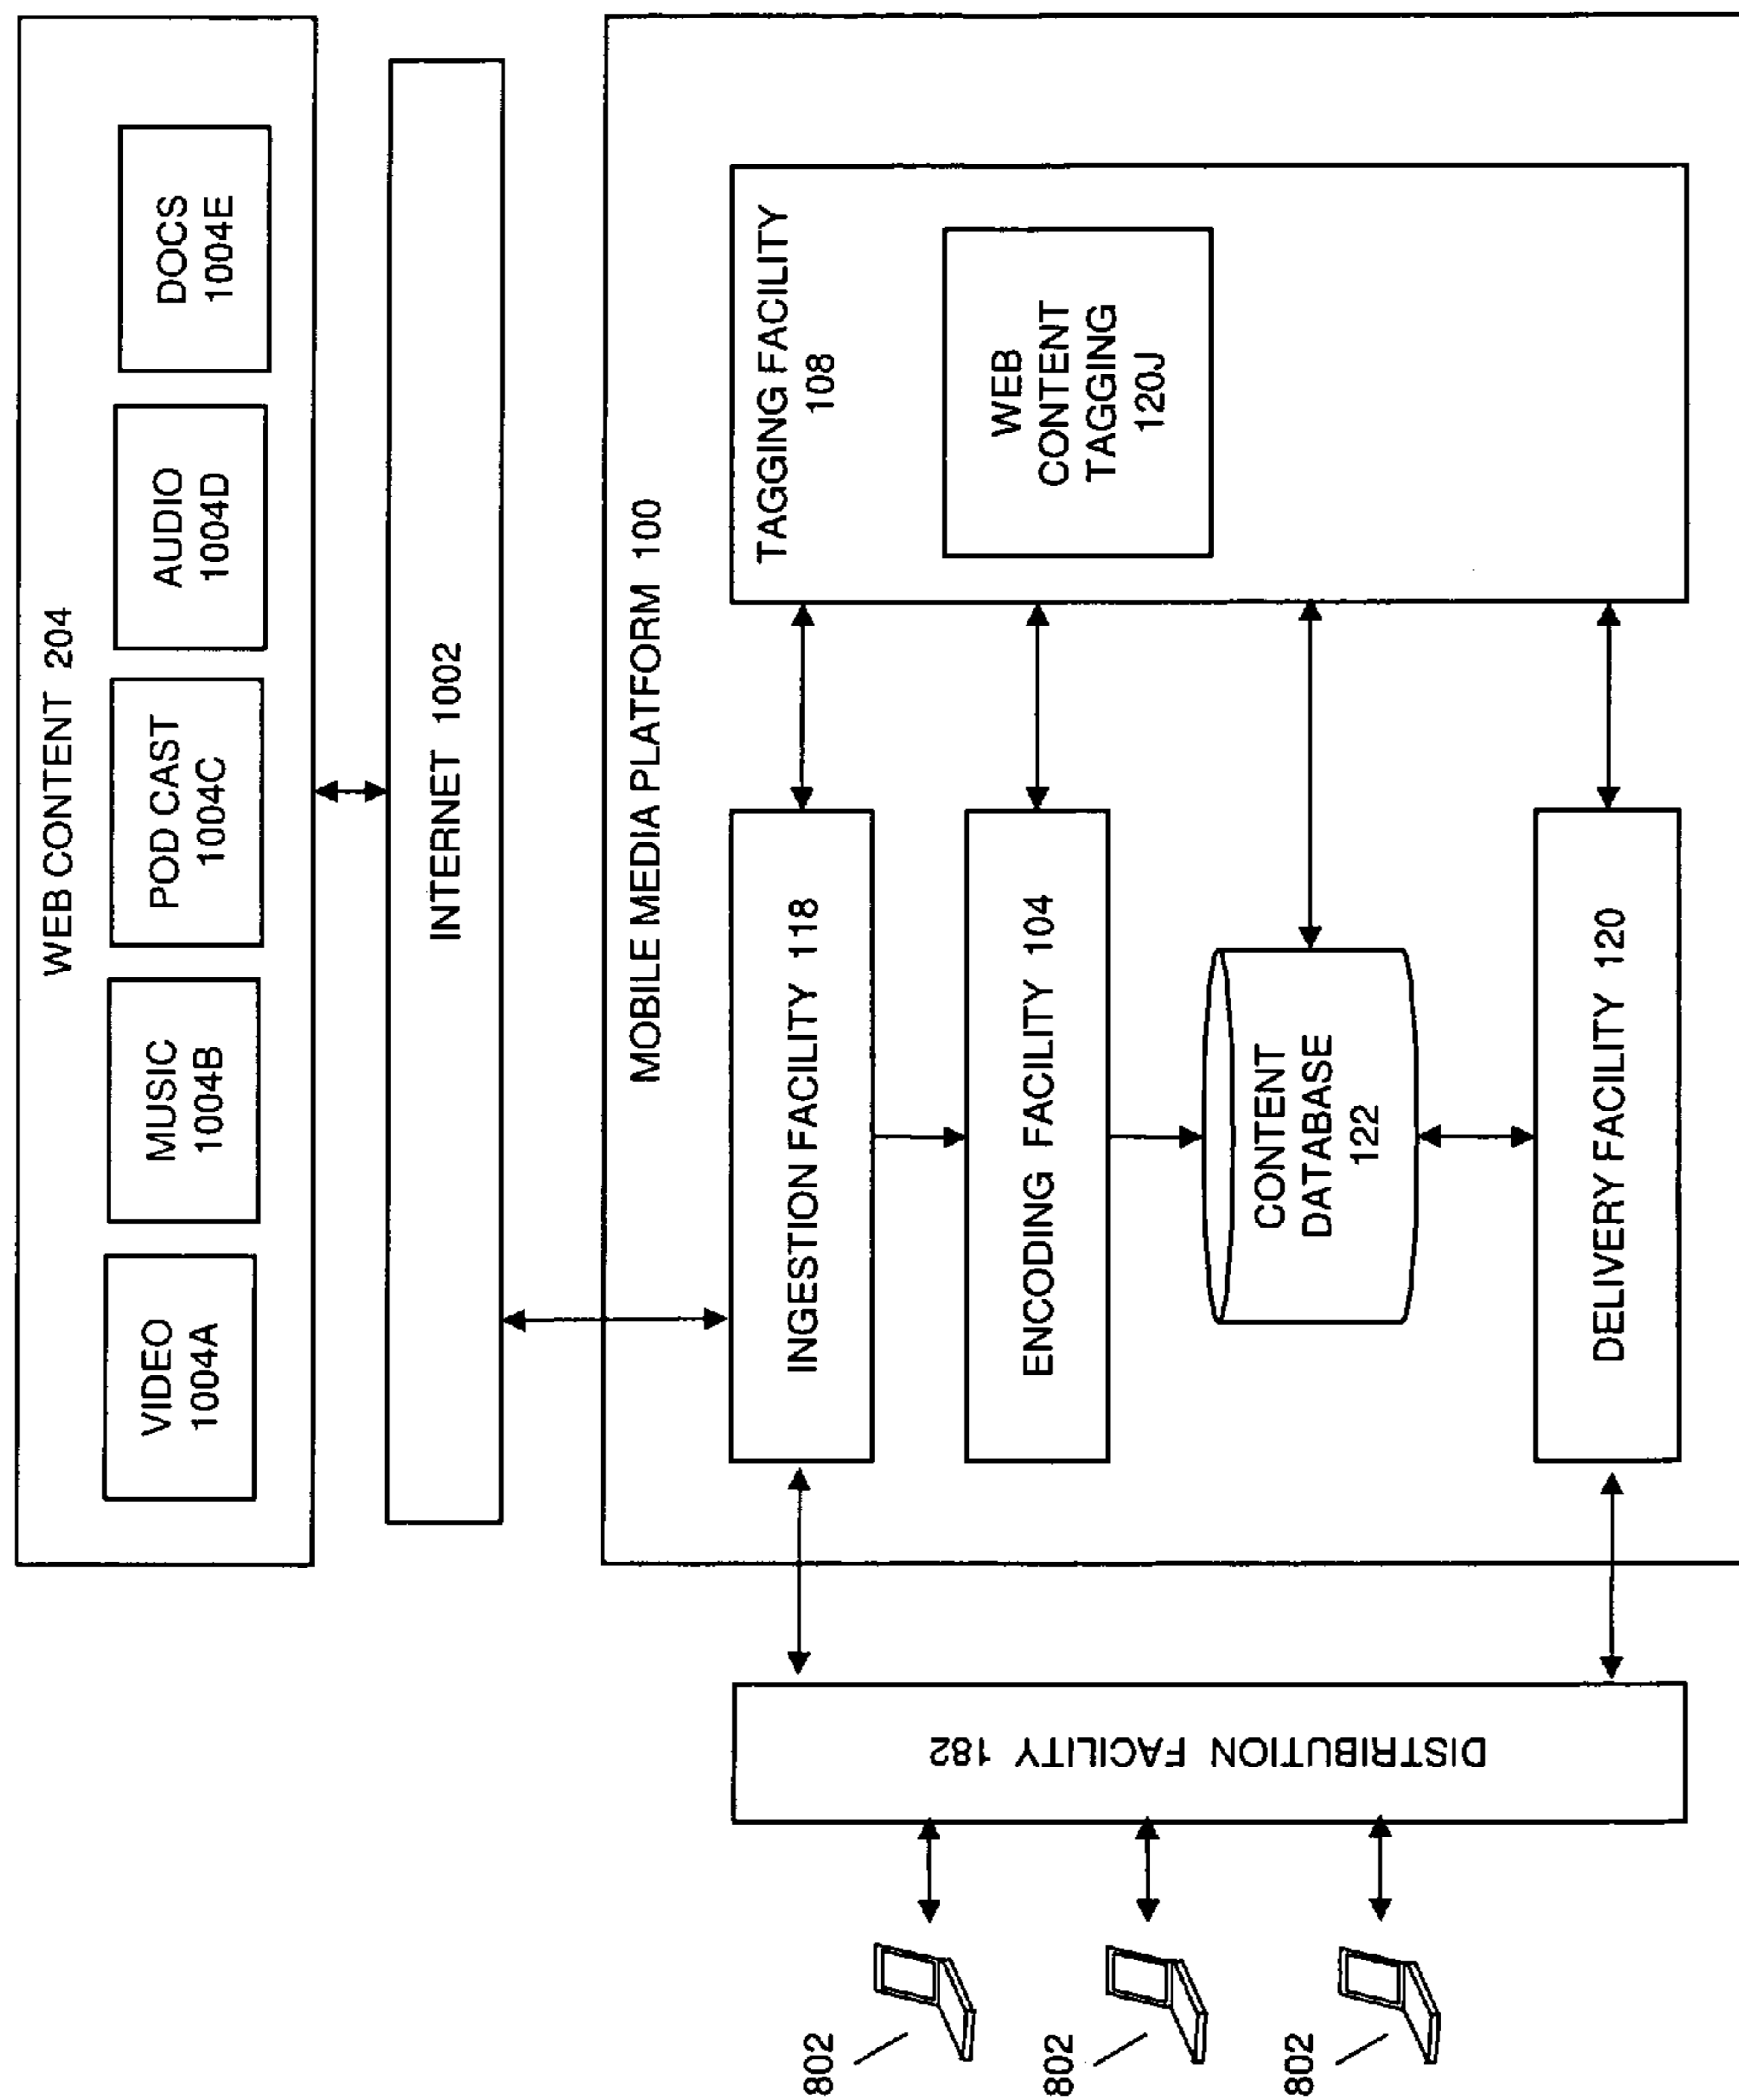 WEB CONTENT 204
VIDEO
1004A
MUSIC
1004B
POD CAST
1004C
AUDIO
1004D
DOCS
1004E
INTERNET 1002
MOBILE MEDIA PLATFORM 100
INGESTION FACILITY 118
ENCODING FACILITY 104
CONTENT
DATABASE
122
DELIVERY FACILITY 120
TAGGING FACILITY
108
WEB
CONTENT
TAGGING
120J
DISTRIBUTION FACILITY 182
802
802
802